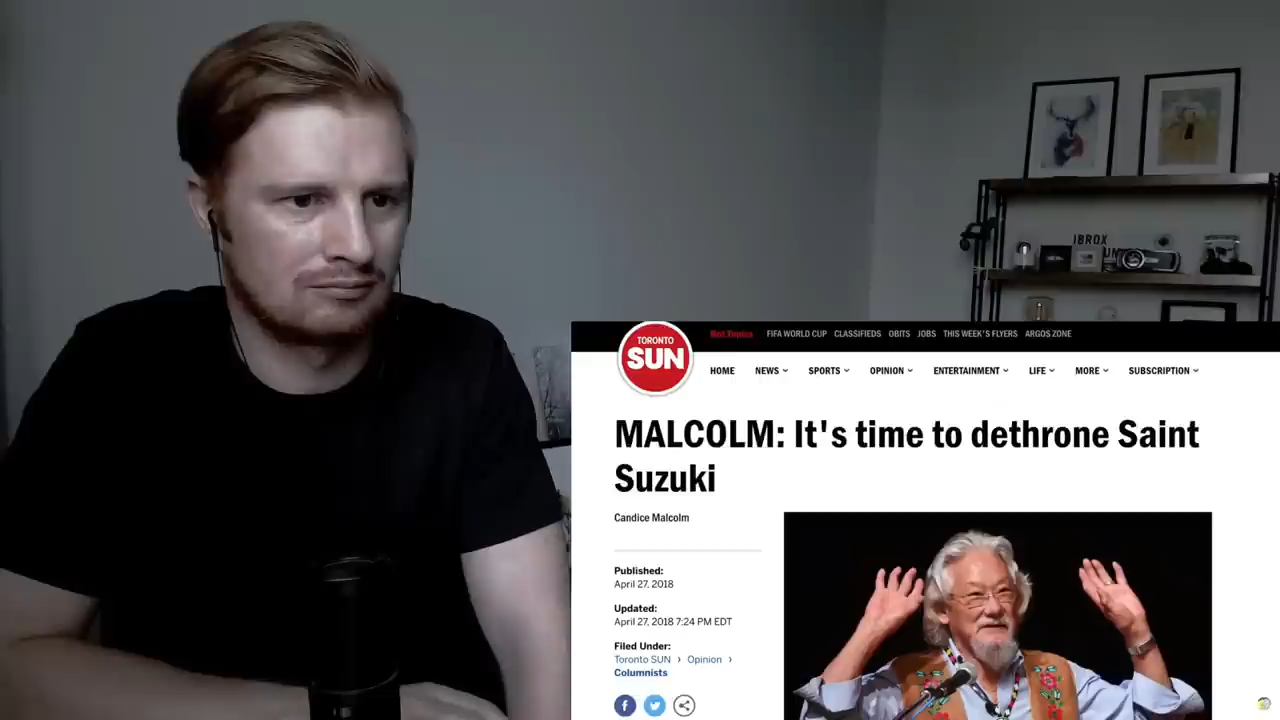 IBROX
TORONTO
SUN
Hot Topics FIFA WORLD CUP CLASSIFIEDS OBITS JOBS THIS WEEK'S FLYERS ARGOS ZONE
HOME NEWS SPORTS OPINION ENTERTAINMENT LIFE MORE SUBSCRIPTION
MALCOLM: It's time to dethrone Saint
Suzuki
Candice Malcolm
Published:
April 27, 2018
Updated:
April 27, 2018 7:24 PM EDT
Filed Under:
Toronto SUN › Opinion ›
Columnists